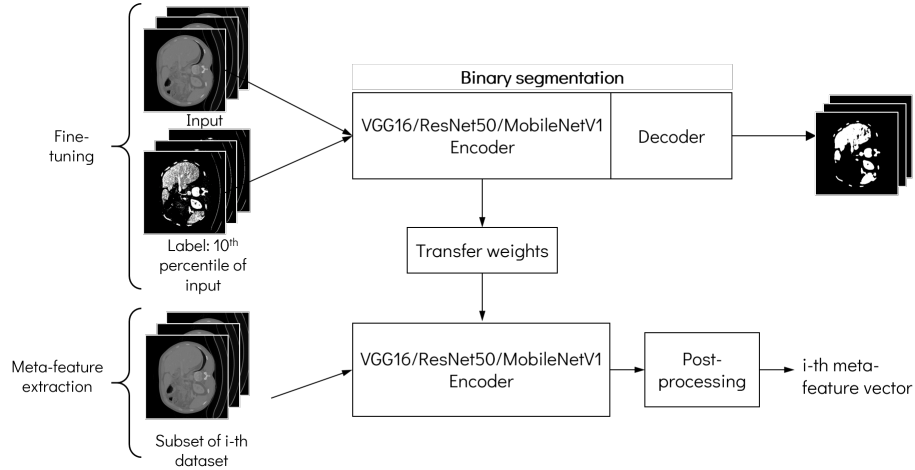 Binary segmentation
Input
VGG16/ResNet50/MobileNetV1
Encoder
Decoder
Fine-
tuning
Label: 10th
percentile of
input
Transfer weights
Meta-feature
extraction
VGG16/ResNet50/MobileNetV1
Encoder
Post-
processing
i-th meta-
feature vector
Subset of i-th
dataset